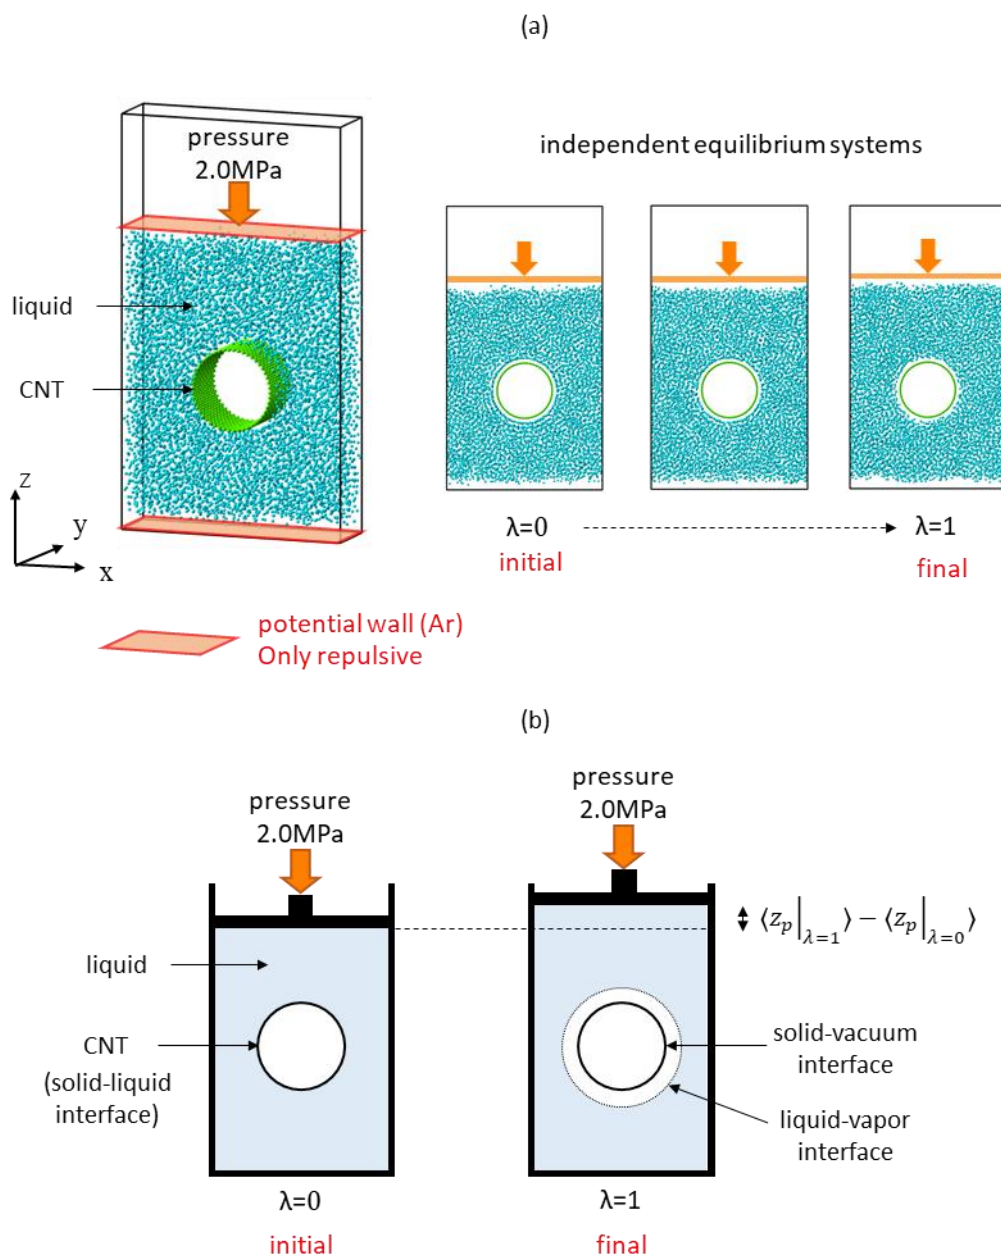 (a)
pressure
2.0MPa
independent equilibrium systems
liquid
CNT
z
y
x
λ=0
λ=1
initial
final
potential wall (Ar)
Only repulsive
(b)
pressure
2.0MPa
pressure
2.0MPa
⟨z_p|_{λ=1}⟩ − ⟨z_p|_{λ=0}⟩
liquid
CNT
(solid-liquid
interface)
solid-vacuum
interface
liquid-vapor
interface
λ=0
λ=1
initial
final